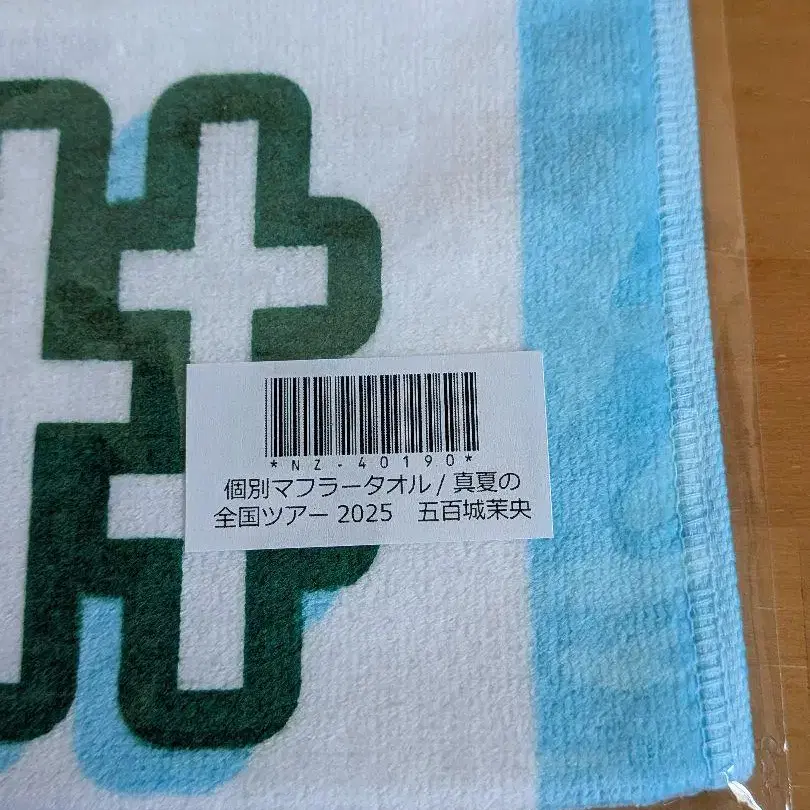 *NZ-40190*
個別マフラータオル / 真夏の
全国ツアー 2025　五百城茉央